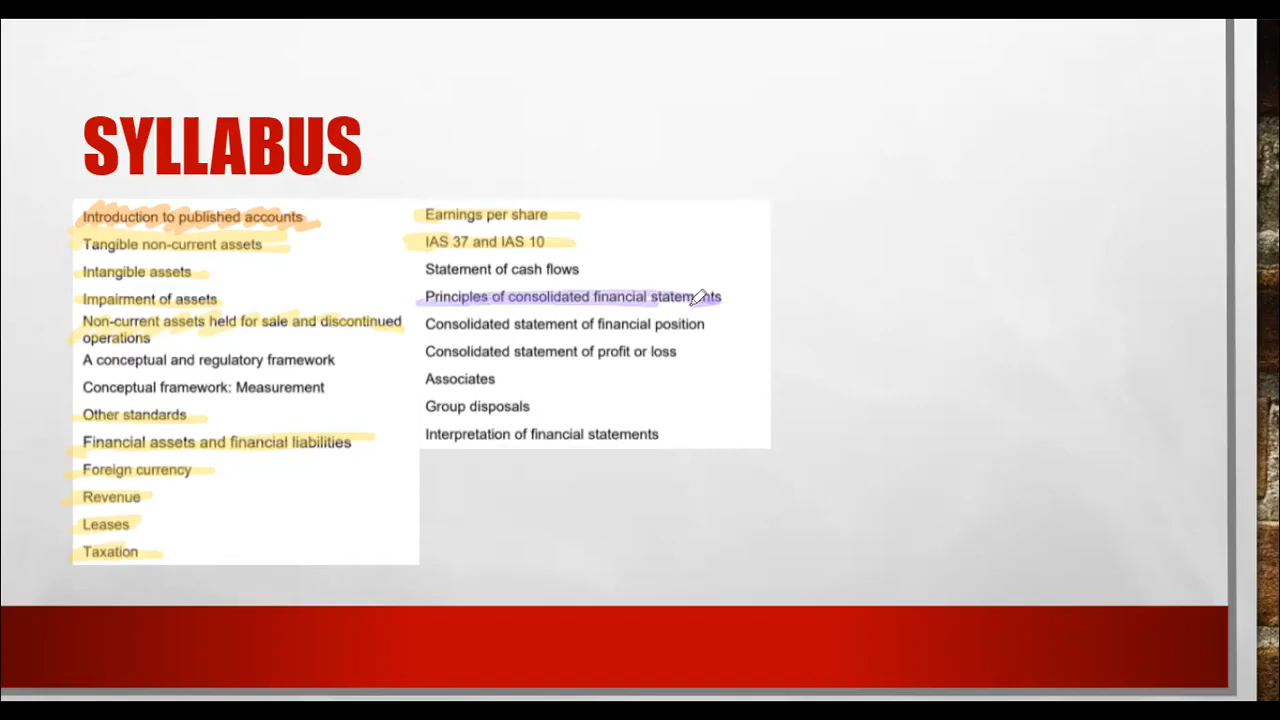 SYLLABUS
Introduction to published accounts
Tangible non-current assets
Intangible assets
Impairment of assets
Non-current assets held for sale and discontinued
operations
A conceptual and regulatory framework
Conceptual framework: Measurement
Other standards
Financial assets and financial liabilities
Foreign currency
Revenue
Leases
Taxation
Earnings per share
IAS 37 and IAS 10
Statement of cash flows
Principles of consolidated financial statements
Consolidated statement of financial position
Consolidated statement of profit or loss
Associates
Group disposals
Interpretation of financial statements